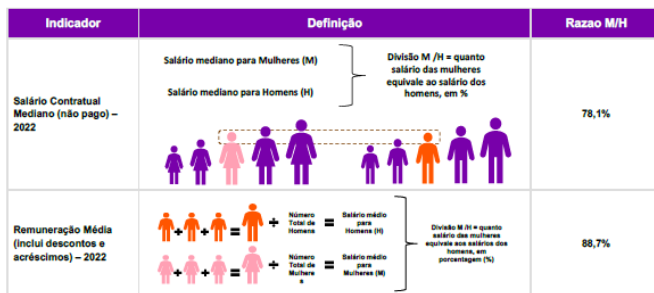 Indicador
Definição
Razao M/H
Salário Contratual
Mediano (não pago) –
2022
Salário mediano para Mulheres (M)
Salário mediano para Homens (H)
Divisão M /H = quanto
salário das mulheres
equivale ao salário dos
homens, em %
78,1%
Remuneração Média
(inclui descontos e
acréscimos) – 2022
+ + + = ÷
Número
Total de
Homens
=
Salário médio
para
Homens (H)
+ + + = ÷
Número
Total de
Mulhere
s
=
Salário médio
para
Mulheres (M)
Divisão M /H = quanto
salário das mulheres
equivale aos salários dos
homens, em
porcentagem (%)
88,7%